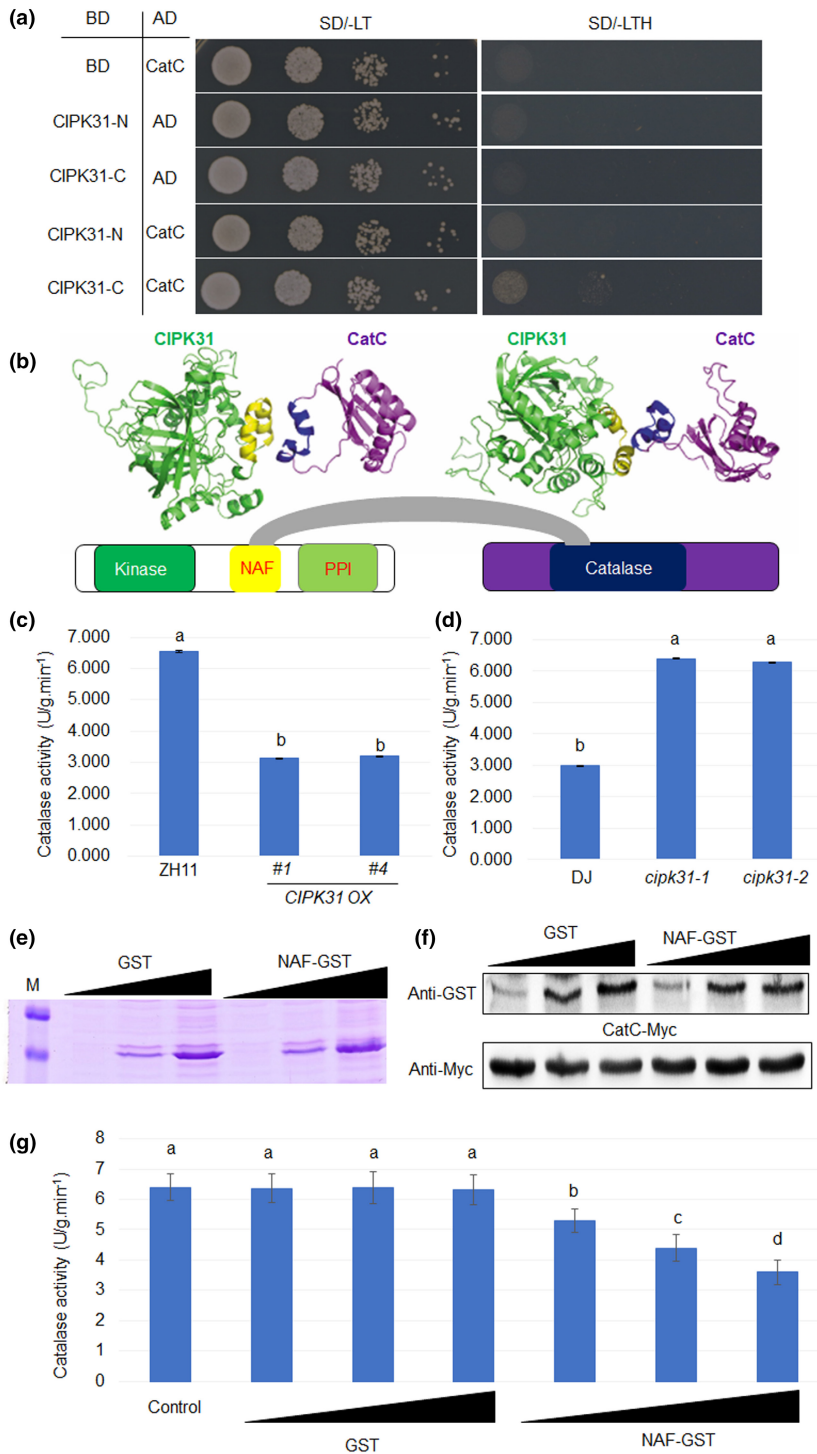 (a)
BD AD SD/-LT SD/-LTH
BD CatC
CIPK31-N AD
CIPK31-C AD
CIPK31-N CatC
CIPK31-C CatC
(b)
CIPK31 CatC CIPK31 CatC
Kinase NAF PPI Catalase
(c)
Catalase activity (U/g.min-1)
7.000
6.000
5.000
4.000
3.000
2.000
1.000
0.000
a b b
ZH11 #1 #4
CIPK31 OX
(d)
Catalase activity (U/g.min-1)
7.000
6.000
5.000
4.000
3.000
2.000
1.000
0.000
b a a
DJ cipk31-1 cipk31-2
(e)
M GST NAF-GST
(f)
GST NAF-GST
Anti-GST
CatC-Myc
Anti-Myc
(g)
Catalase activity (U/g.min-1)
8
7
6
5
4
3
2
1
0
a a a a b c d
Control
GST NAF-GST